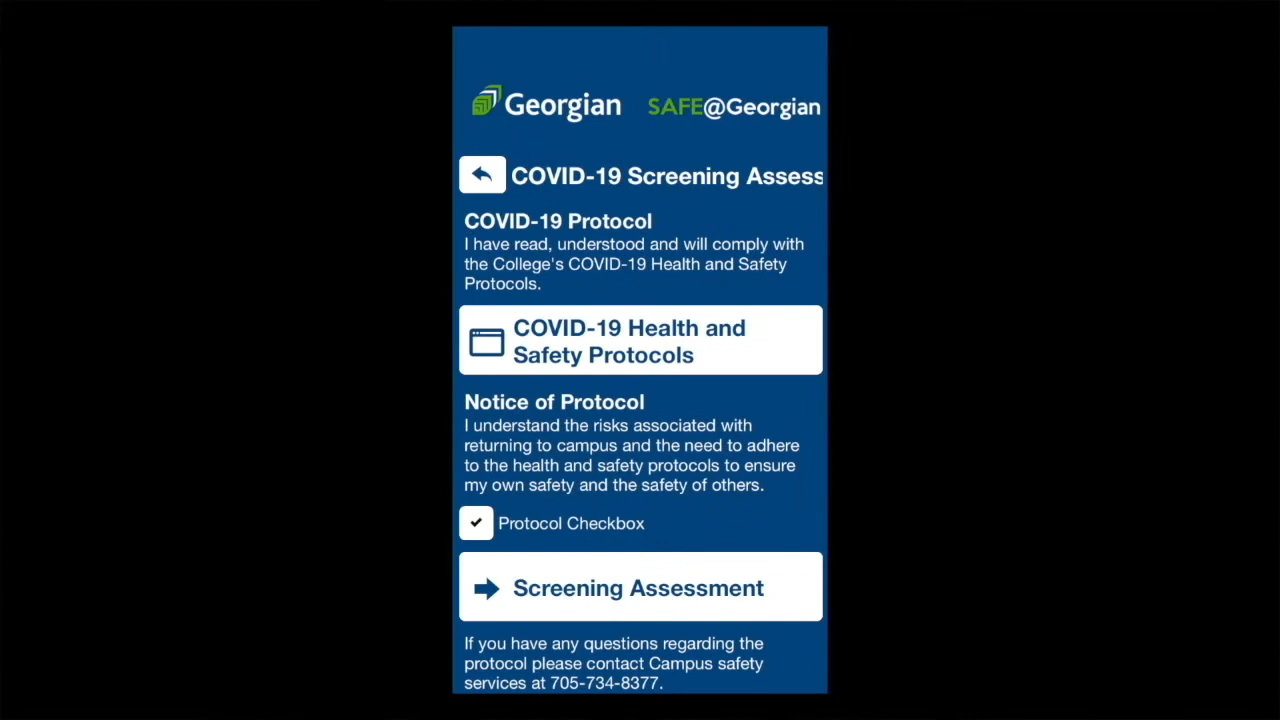 Georgian SAFE@Georgian
COVID-19 Screening Assess
COVID-19 Protocol
I have read, understood and will comply with
the College's COVID-19 Health and Safety
Protocols.
COVID-19 Health and
Safety Protocols
Notice of Protocol
I understand the risks associated with
returning to campus and the need to adhere
to the health and safety protocols to ensure
my own safety and the safety of others.
Protocol Checkbox
Screening Assessment
If you have any questions regarding the
protocol please contact Campus safety
services at 705-734-8377.